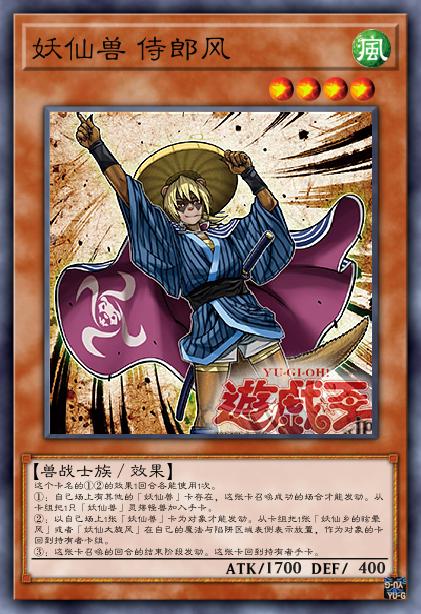 妖仙兽 侍郎风
風
YU-GI-OH!
遊戯王
.jp
【兽战士族／效果】
这个卡名的①②的效果1回合各能使用1次。
①：自己场上有其他的「妖仙兽」卡存在，这张卡召唤成功的场合才能发动。从
卡组把1只「妖仙兽」灵摆怪兽加入手卡。
②：以自己场上1张「妖仙兽」卡为对象才能发动。从卡组把1张「妖仙乡的眩晕
风」或者「妖仙大旋风」在自己的魔法与陷阱区域表侧表示放置，作为对象的卡
回到持有者卡组。
③：这张卡召唤的回合的结束阶段发动。这张卡回到持有者手卡。
ATK/1700 DEF/ 400